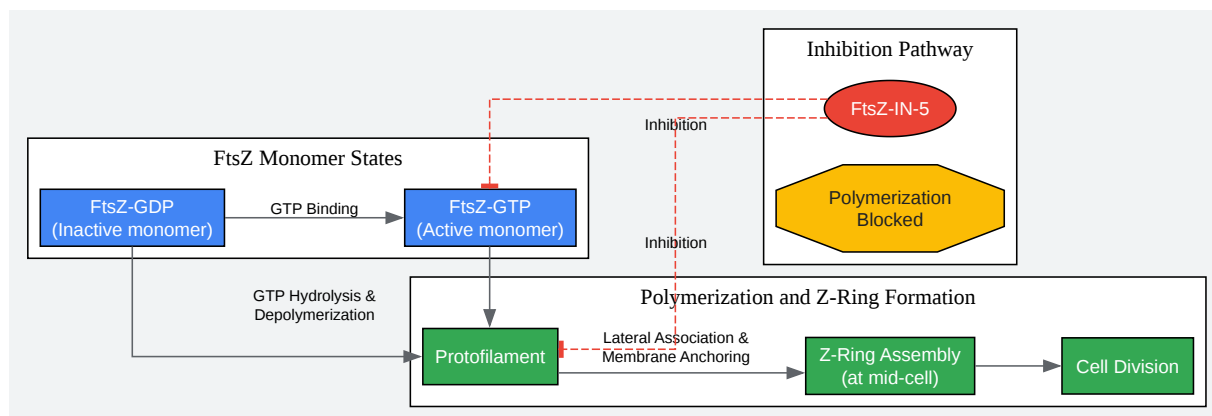 Inhibition Pathway
FtsZ-IN-5
Inhibition
FtsZ Monomer States
Polymerization
Blocked
FtsZ-GDP
(Inactive monomer)
GTP Binding
FtsZ-GTP
(Active monomer)
Inhibition
GTP Hydrolysis &
Depolymerization
Polymerization and Z-Ring Formation
Protofilament
Lateral Association &
Membrane Anchoring
Z-Ring Assembly
(at mid-cell)
Cell Division